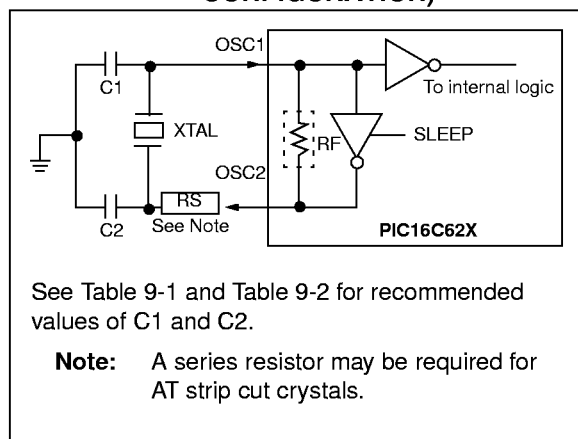 OSC1
C1
To internal logic
XTAL
SLEEP
RF
OSC2
RS
C2
See Note
PIC16C62X
See Table 9-1 and Table 9-2 for recommended
values of C1 and C2.
Note: A series resistor may be required for
AT strip cut crystals.